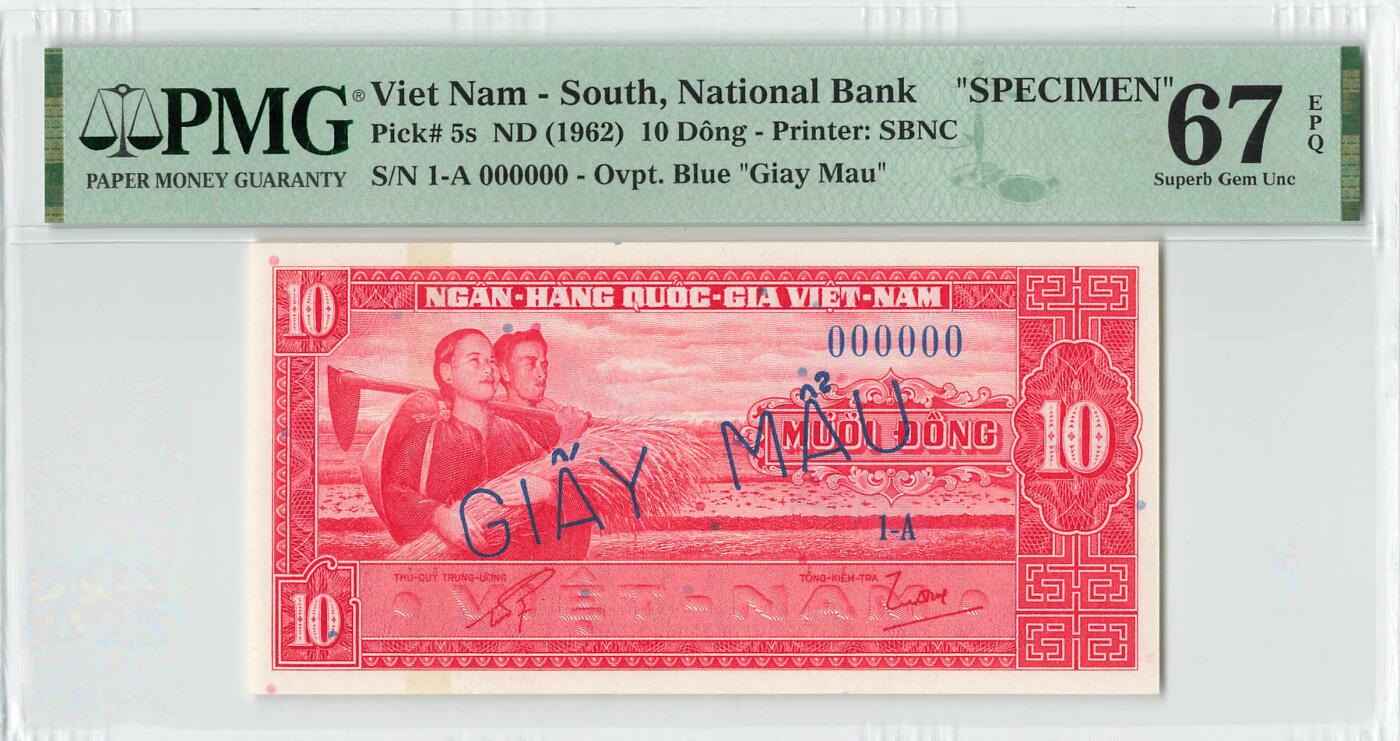 PMG® Viet Nam - South, National Bank "SPECIMEN" 67 EPQ
Pick# 5s ND (1962) 10 Dông - Printer: SBNC
PAPER MONEY GUARANTY S/N 1-A 000000 - Ovpt. Blue "Giay Mau" Superb Gem Unc
10 NGÂN-HÀNG QUỐC-GIA VIỆT-NAM
000000
MƯỜI ĐỒNG 10
GIẤY MẪU
1-A
THỦ-QUỸ TRUNG-ƯƠNG TỔNG-KIỂM-TRA
VIỆT-NAM
10